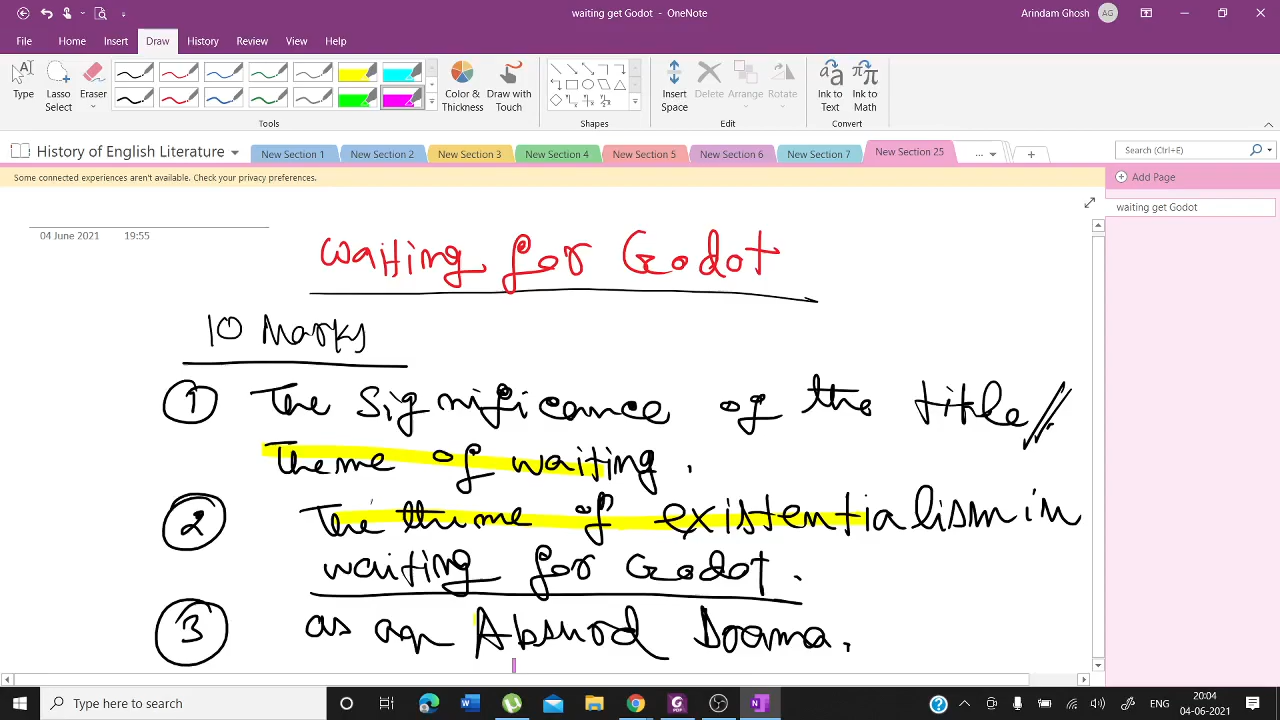 waiting get Godot - OneNote
Arindam Ghosh AG
File Home Insert Draw History Review View Help
Type Lasso Select Eraser Color & Thickness Draw with Touch Insert Space Delete Arrange Rotate Ink to Text Ink to Math
Tools Shapes Edit Convert
History of English Literature New Section 1 New Section 2 New Section 3 New Section 4 New Section 5 New Section 6 New Section 7 New Section 25 ... + Search (Ctrl+E)
Some connected experiences aren't available. Check your privacy preferences.
Add Page
waiting get Godot
04 June 2021 19:55
Waiting for Godot
10 Marks
1 The Significance of the title//
Theme of waiting.
2 The theme of existentialism in
waiting for Godot.
3 as an Absurd Drama.
Type here to search
ENG 20:04
04-06-2021